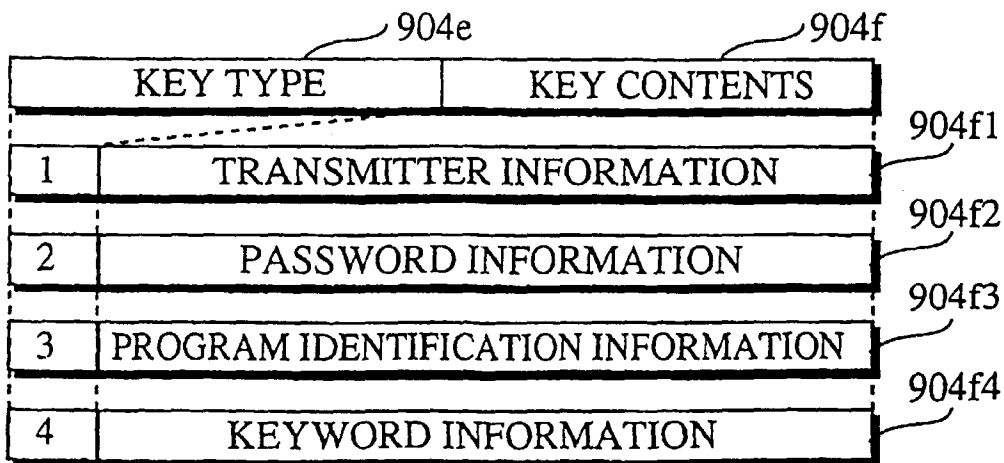 904e 904f
KEY TYPE KEY CONTENTS
904f1
1 TRANSMITTER INFORMATION
904f2
2 PASSWORD INFORMATION
904f3
3 PROGRAM IDENTIFICATION INFORMATION
904f4
4 KEYWORD INFORMATION